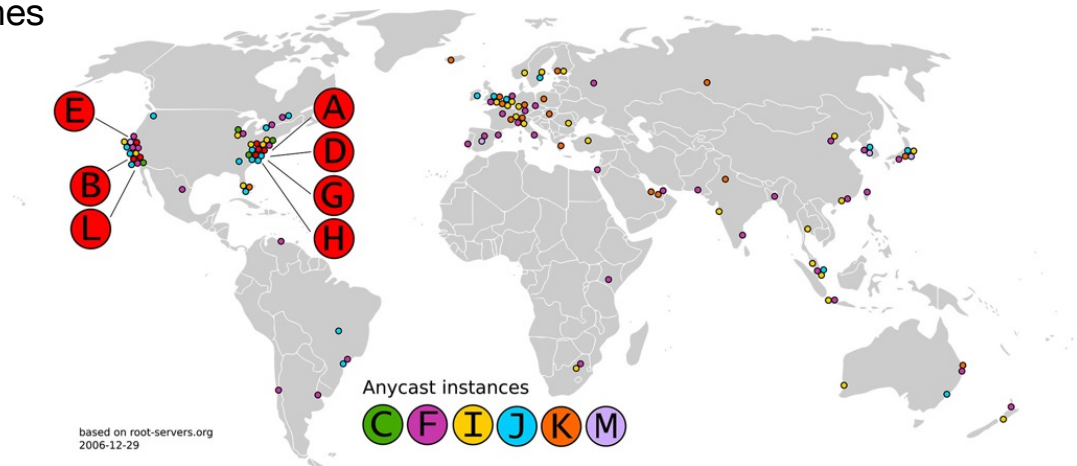 nes
E
B
L
A
D
G
H
Anycast instances
C F I J K M
based on root-servers.org
2006-12-29